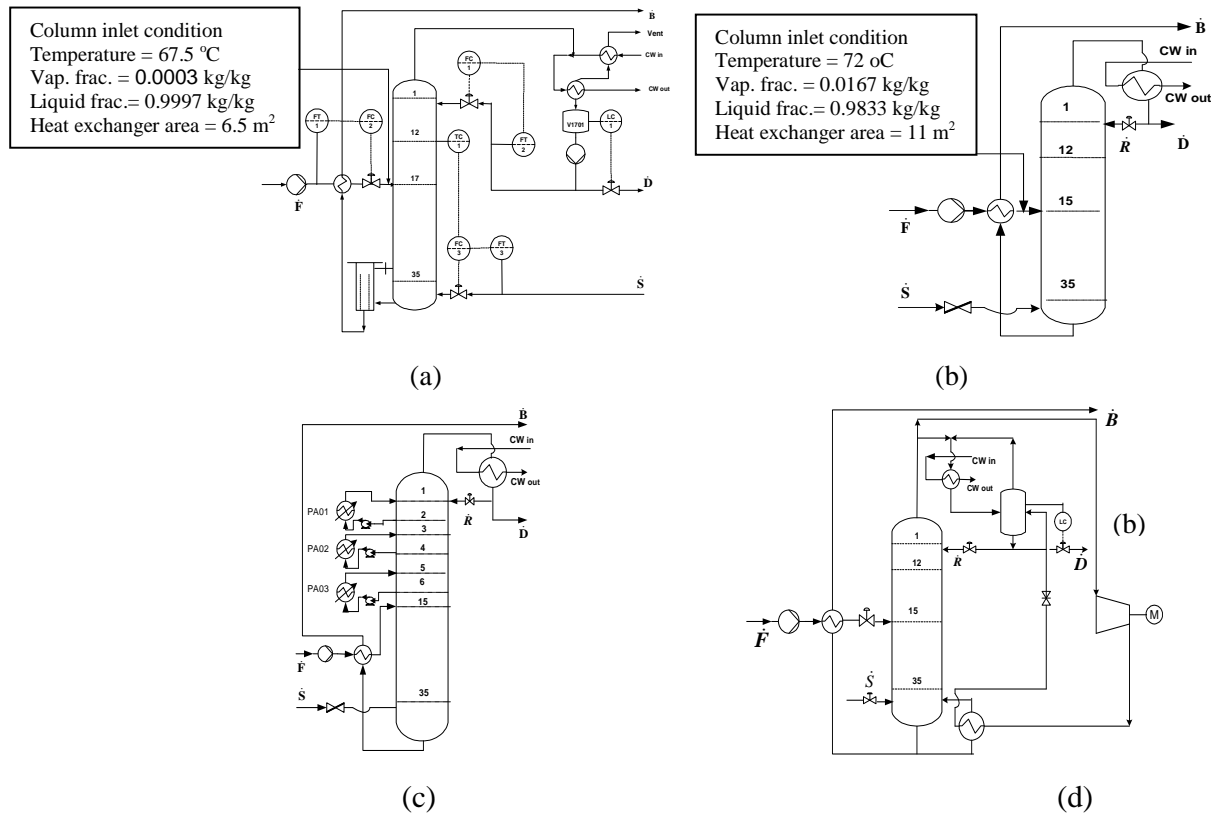 Column inlet condition
Temperature = 67.5 °C
Vap. frac. = 0.0003 kg/kg
Liquid frac.= 0.9997 kg/kg
Heat exchanger area = 6.5 m²
Ḃ
Vent
CW in
CW out
FC 1
1
12
17
35
TC 1
FT 2
V1701
LC 1
FT 1
FC 2
Ḟ
Ḋ
FC 3
FT 3
Ṡ
(a)
Column inlet condition
Temperature = 72 oC
Vap. frac. = 0.0167 kg/kg
Liquid frac.= 0.9833 kg/kg
Heat exchanger area = 11 m²
Ḃ
CW in
CW out
1
Ṙ
Ḋ
12
15
Ḟ
Ṡ
35
(b)
Ḃ
CW in
CW out
PA01
1
2
Ṙ
Ḋ
3
PA02
4
5
PA03
6
15
Ḟ
Ṡ
35
(c)
Ḃ
CW in
CW out
LC
(b)
1
Ṙ
Ḋ
12
15
M
Ḟ
Ṡ
35
(d)